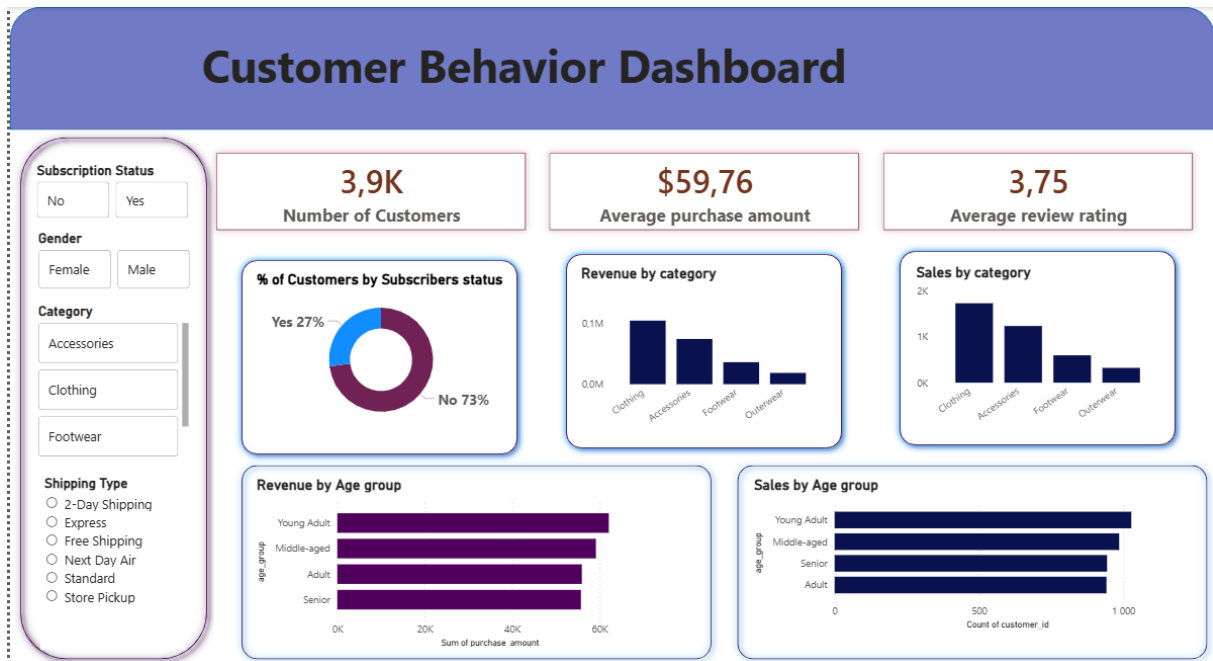 Customer Behavior Dashboard
Subscription Status
No
Yes
Gender
Female
Male
Category
Accessories
Clothing
Footwear
Shipping Type
2-Day Shipping
Express
Free Shipping
Next Day Air
Standard
Store Pickup
3,9K
Number of Customers
$59,76
Average purchase amount
3,75
Average review rating
% of Customers by Subscribers status
Yes 27%
No 73%
Revenue by category
0,1M
0,0M
Clothing
Accessories
Footwear
Outerwear
Sales by category
2K
1K
0K
Clothing
Accessories
Footwear
Outerwear
Revenue by Age group
age_group
Young Adult
Middle-aged
Adult
Senior
0K
20K
40K
60K
Sum of purchase_amount
Sales by Age group
age_group
Young Adult
Middle-aged
Senior
Adult
0
500
1 000
Count of customer_id